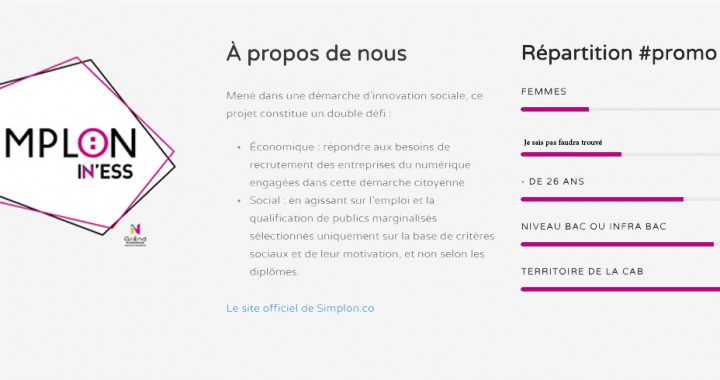 MPLON
IN'ESS
À propos de nous
Mené dans une démarche d'innovation sociale, ce
projet constitue un double défi :
• Économique : répondre aux besoins de
recrutement des entreprises du numérique
engagées dans cette démarche citoyenne
• Social : en agissant sur l'emploi et la
qualification de publics marginalisés
sélectionnés uniquement sur la base de critères
sociaux et de leur motivation, et non selon les
diplômes.
Le site officiel de Simplon.co
Répartition #promo
FEMMES
Je sais pas faudra trouvé
- DE 26 ANS
NIVEAU BAC OU INFRA BAC
TERRITOIRE DE LA CAB